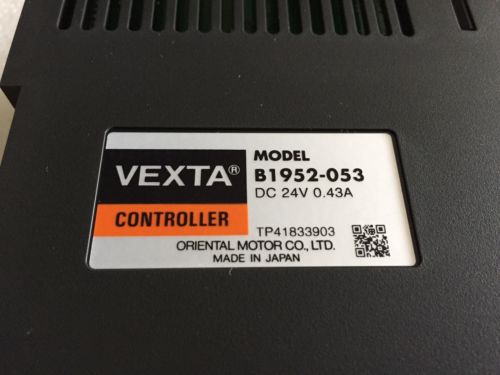 VEXTA®
CONTROLLER
MODEL
B1952-053
DC 24V 0.43A
TP41833903
ORIENTAL MOTOR CO., LTD.
MADE IN JAPAN